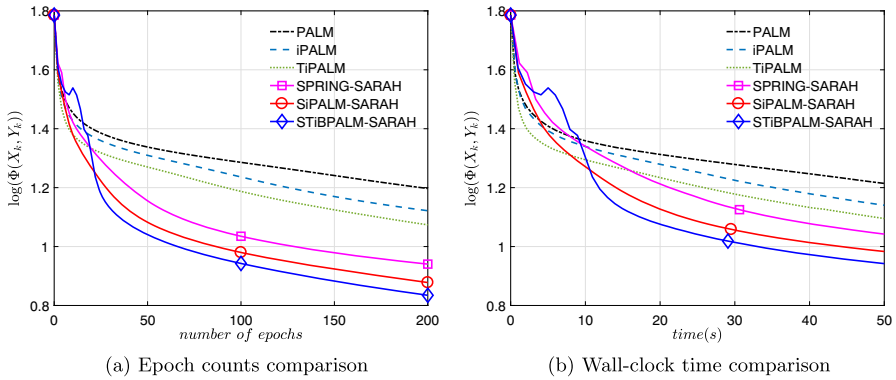 1.8
1.6
1.4
1.2
1
0.8
log(Φ(X_k, Y_k))
PALM
iPALM
TiPALM
SPRING-SARAH
SiPALM-SARAH
STiBPALM-SARAH
0 50 100 150 200
number of epochs
(a) Epoch counts comparison
1.8
1.6
1.4
1.2
1
0.8
log(Φ(X_k, Y_k))
PALM
iPALM
TiPALM
SPRING-SARAH
SiPALM-SARAH
STiBPALM-SARAH
0 10 20 30 40 50
time(s)
(b) Wall-clock time comparison